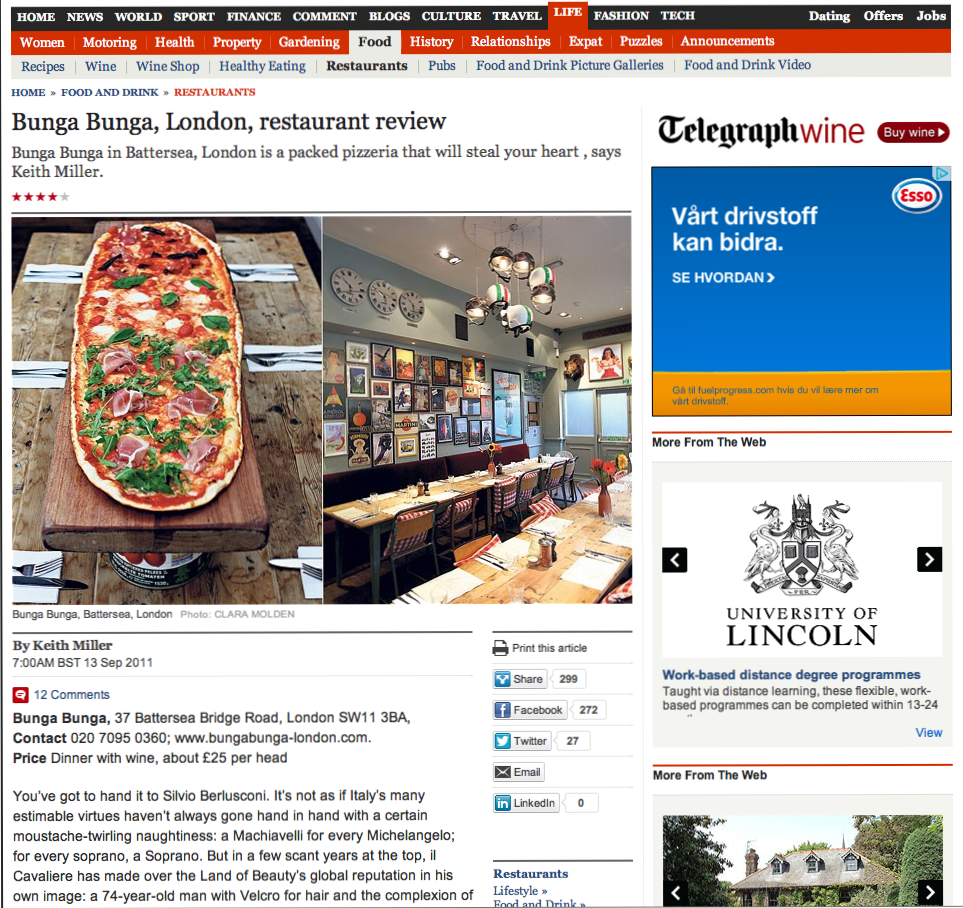 HOME NEWS WORLD SPORT FINANCE COMMENT BLOGS CULTURE TRAVEL LIFE FASHION TECH Dating Offers Jobs
Women Motoring Health Property Gardening Food History Relationships Expat Puzzles Announcements
Recipes Wine Wine Shop Healthy Eating Restaurants Pubs Food and Drink Picture Galleries Food and Drink Video
HOME » FOOD AND DRINK » RESTAURANTS
Bunga Bunga, London, restaurant review
Bunga Bunga in Battersea, London is a packed pizzeria that will steal your heart , says
Keith Miller.
MARTINI
Bunga Bunga, Battersea, London Photo: CLARA MOLDEN
By Keith Miller
7:00AM BST 13 Sep 2011
12 Comments
Bunga Bunga, 37 Battersea Bridge Road, London SW11 3BA,
Contact 020 7095 0360; www.bungabunga-london.com.
Price Dinner with wine, about £25 per head
You've got to hand it to Silvio Berlusconi. It's not as if Italy's many
estimable virtues haven't always gone hand in hand with a certain
moustache-twirling naughtiness: a Machiavelli for every Michelangelo;
for every soprano, a Soprano. But in a few scant years at the top, il
Cavaliere has made over the Land of Beauty's global reputation in his
own image: a 74-year-old man with Velcro for hair and the complexion of
Print this article
Share 299
Facebook 272
Twitter 27
Email
LinkedIn 0
Restaurants
Lifestyle »
Food and Drink »
Telegraph wine Buy wine
Esso
Vårt drivstoff
kan bidra.
SE HVORDAN
Gå til fuelprogress.com hvis du vil lære mer om
vårt drivstoff.
More From The Web
PER
UNIVERSITY OF
LINCOLN
Work-based distance degree programmes
Taught via distance learning, these flexible, work-
based programmes can be completed within 13-24
View
More From The Web